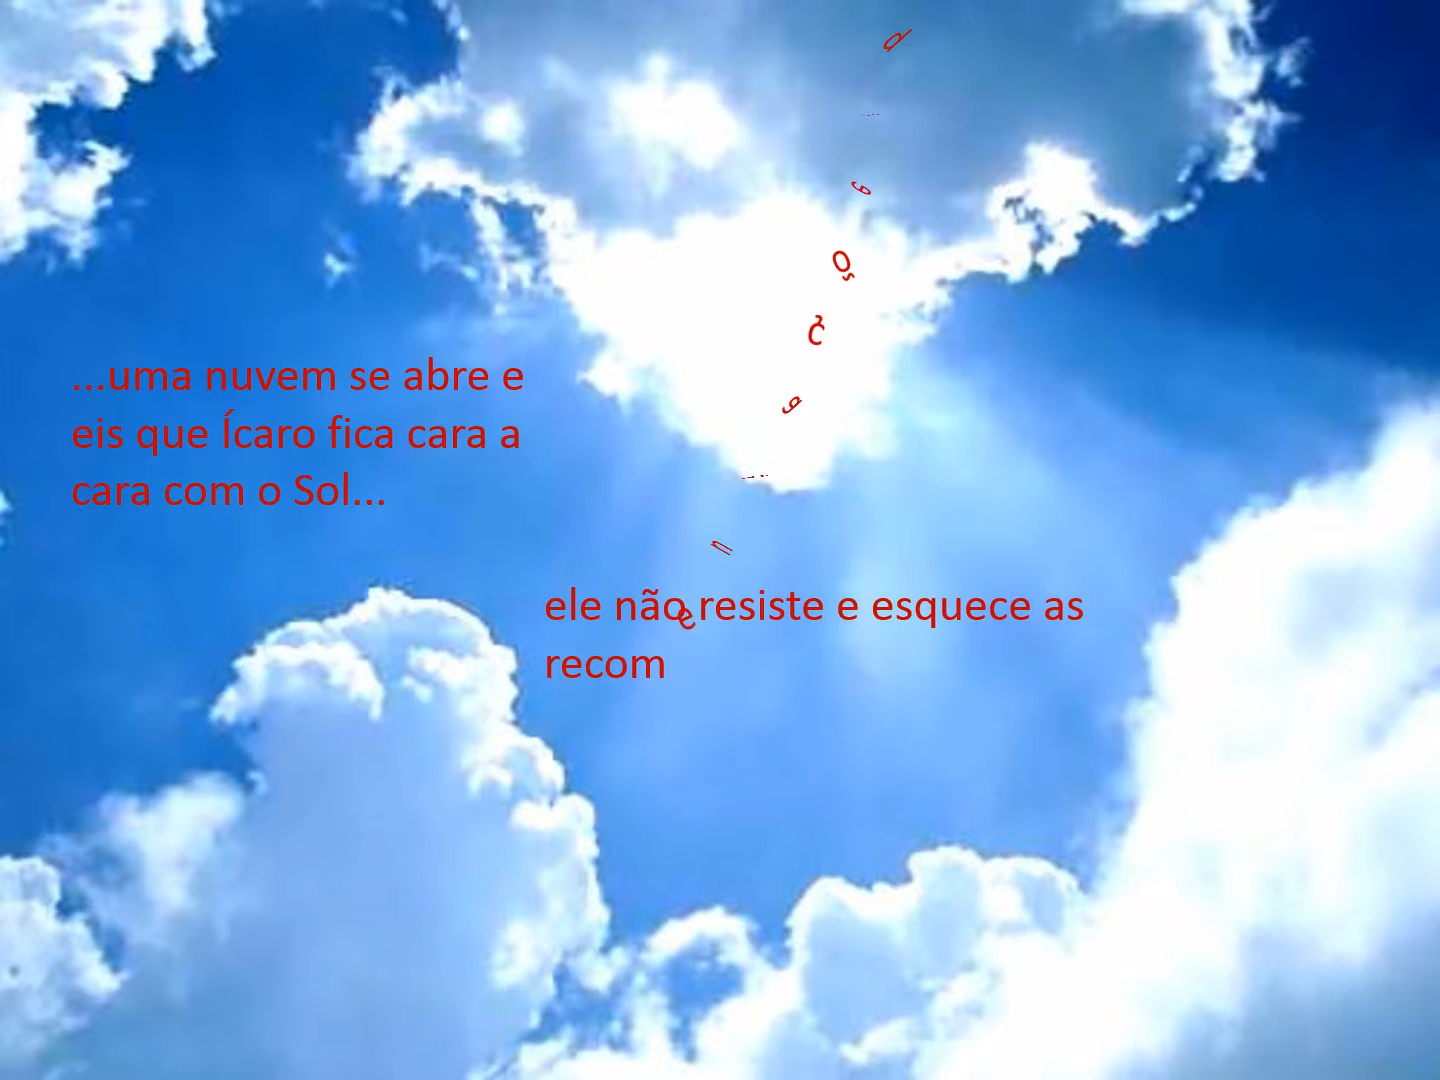 ...uma nuvem se abre e
eis que Ícaro fica cara a
cara com o Sol...
ele não resiste e esquece as
recom